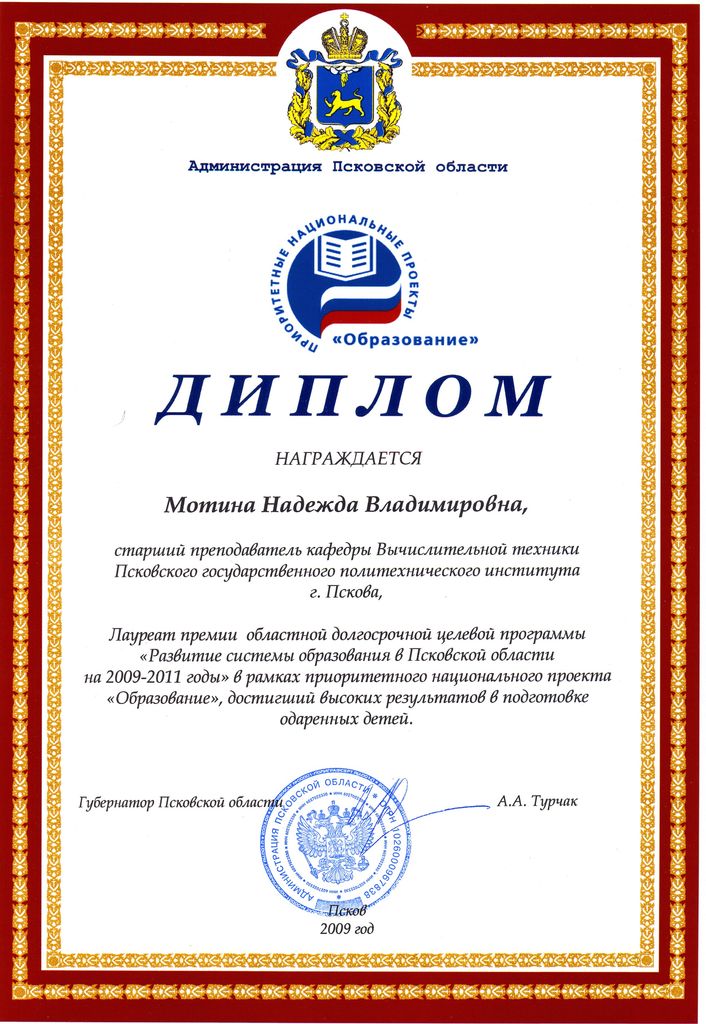 Администрация Псковской области
ПРИОРИТЕТНЫЕ НАЦИОНАЛЬНЫЕ ПРОЕКТЫ
«Образование»
ДИПЛОМ
НАГРАЖДАЕТСЯ
Мотина Надежда Владимировна,
старший преподаватель кафедры Вычислительной техники
Псковского государственного политехнического института
г. Пскова,
Лауреат премии областной долгосрочной целевой программы
«Развитие системы образования в Псковской области
на 2009-2011 годы» в рамках приоритетного национального проекта
«Образование», достигший высоких результатов в подготовке
одаренных детей.
Губернатор Псковской области
А.А. Турчак
АДМИНИСТРАЦИЯ ПСКОВСКОЙ ОБЛАСТИ * ОГРН 1026000967838
Псков
2009 год